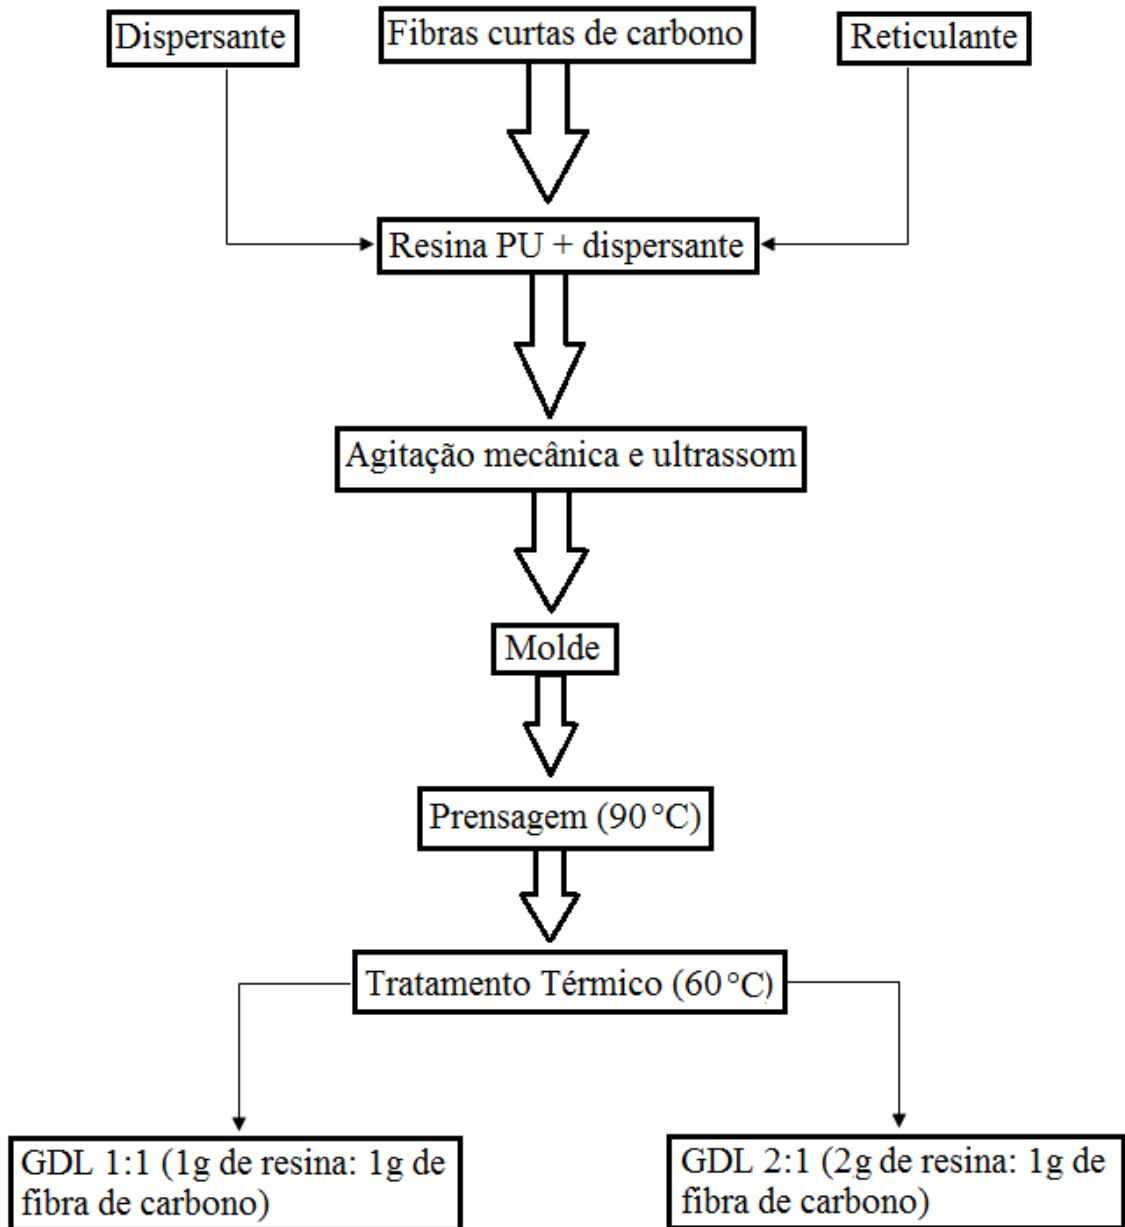 Dispersante
Fibras curtas de carbono
Reticulante
Resina PU + dispersante
Agitação mecânica e ultrassom
Molde
Prensagem (90°C)
Tratamento Térmico (60°C)
GDL 1:1 (1g de resina: 1g de
fibra de carbono)
GDL 2:1 (2g de resina: 1g de
fibra de carbono)